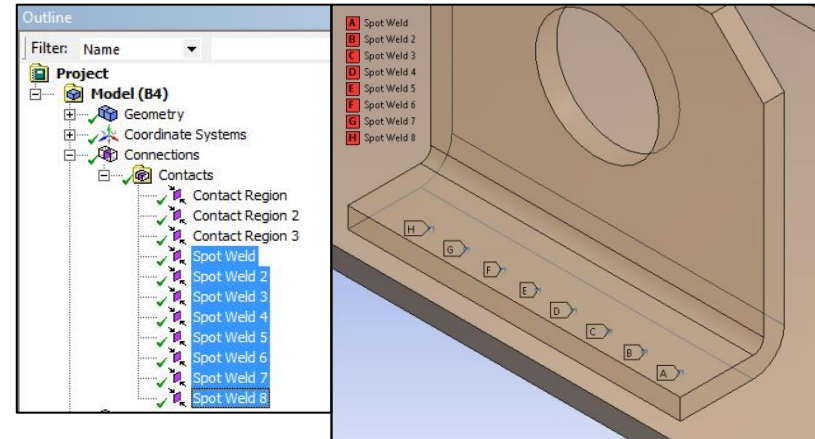 Outline
Filter: Name
Project
Model (B4)
Geometry
Coordinate Systems
Connections
Contacts
Contact Region
Contact Region 2
Contact Region 3
Spot Weld
Spot Weld 2
Spot Weld 3
Spot Weld 4
Spot Weld 5
Spot Weld 6
Spot Weld 7
Spot Weld 8
A Spot Weld
B Spot Weld 2
C Spot Weld 3
D Spot Weld 4
E Spot Weld 5
F Spot Weld 6
G Spot Weld 7
H Spot Weld 8
H
G
F
E
D
C
B
A